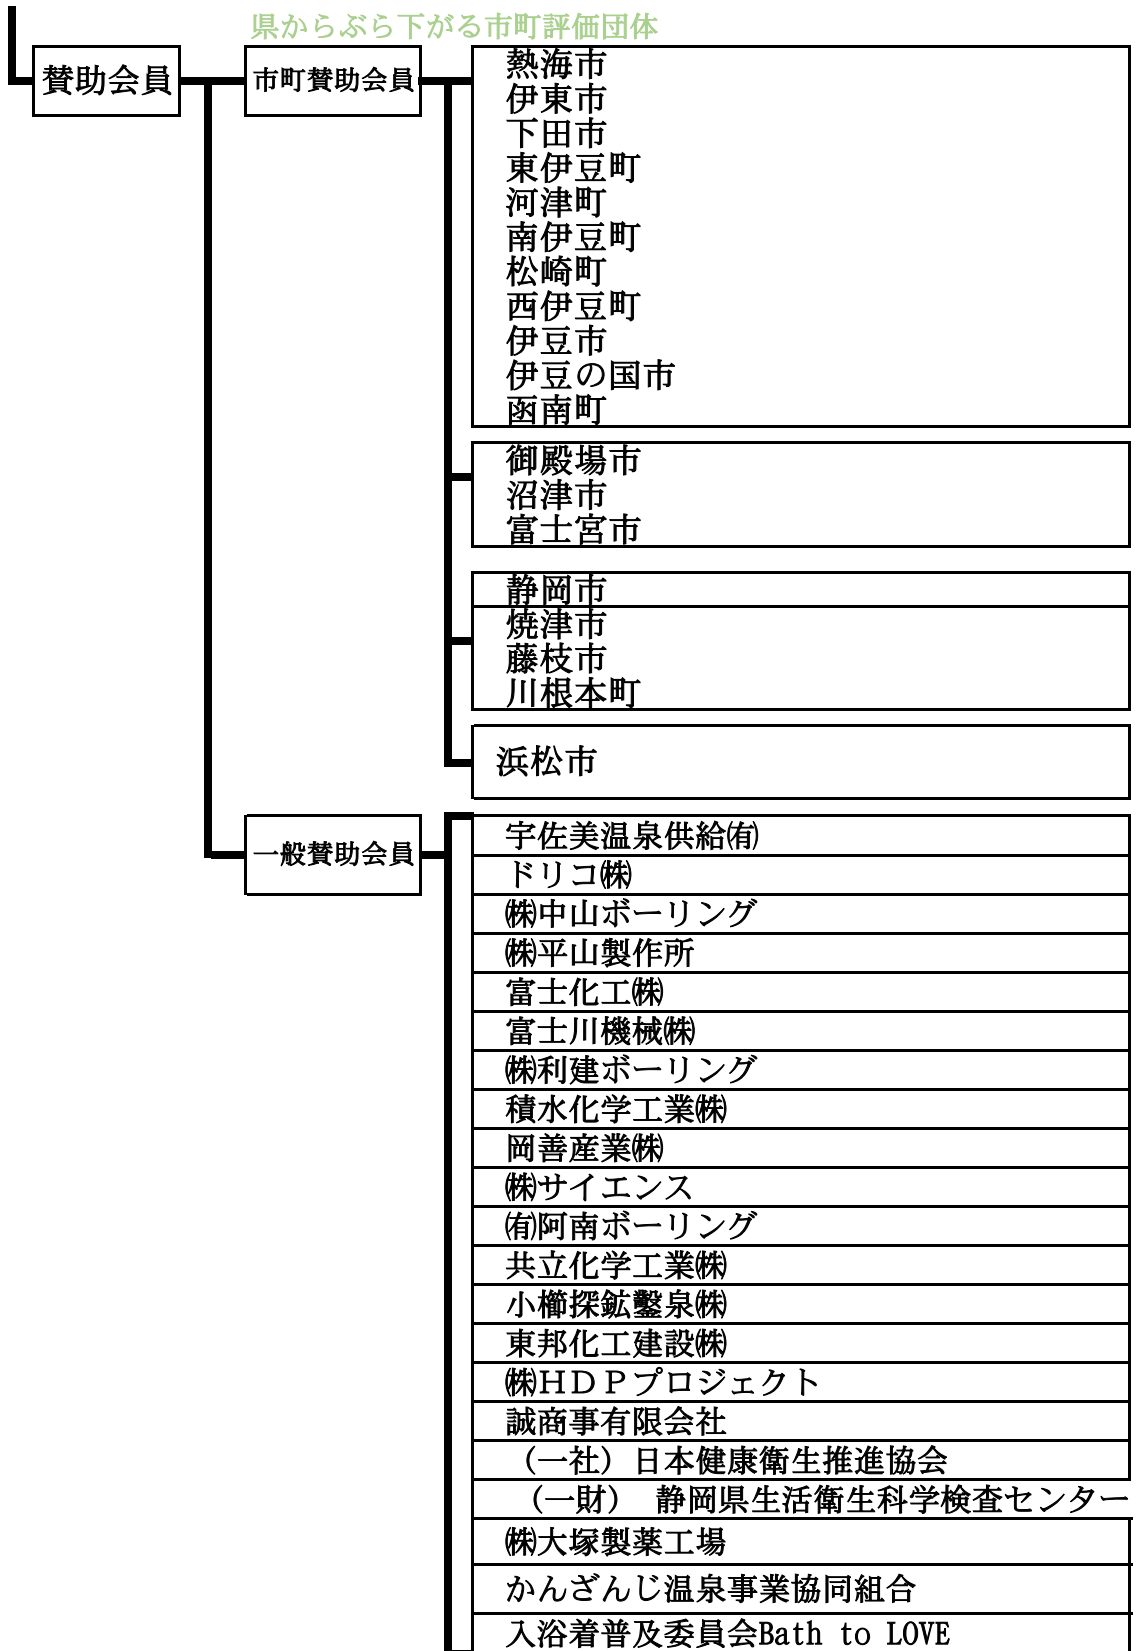 県からぶら下がる市町評価団体
賛助会員
市町賛助会員
熱海市
伊東市
下田市
東伊豆町
河津町
南伊豆町
松崎町
西伊豆町
伊豆市
伊豆の国市
函南町
御殿場市
沼津市
富士宮市
静岡市
焼津市
藤枝市
川根本町
浜松市
一般賛助会員
宇佐美温泉供給㈲
ドリコ㈱
㈱中山ボーリング
㈱平山製作所
富士化工㈱
富士川機械㈱
㈱利建ボーリング
積水化学工業㈱
岡善産業㈱
㈱サイエンス
㈲阿南ボーリング
共立化学工業㈱
小櫛探鉱鑿泉㈱
東邦化工建設㈱
㈱ＨＤＰプロジェクト
誠商事有限会社
（一社）日本健康衛生推進協会
（一財）　静岡県生活衛生科学検査センター
㈱大塚製薬工場
かんざんじ温泉事業協同組合
入浴着普及委員会Bath to LOVE